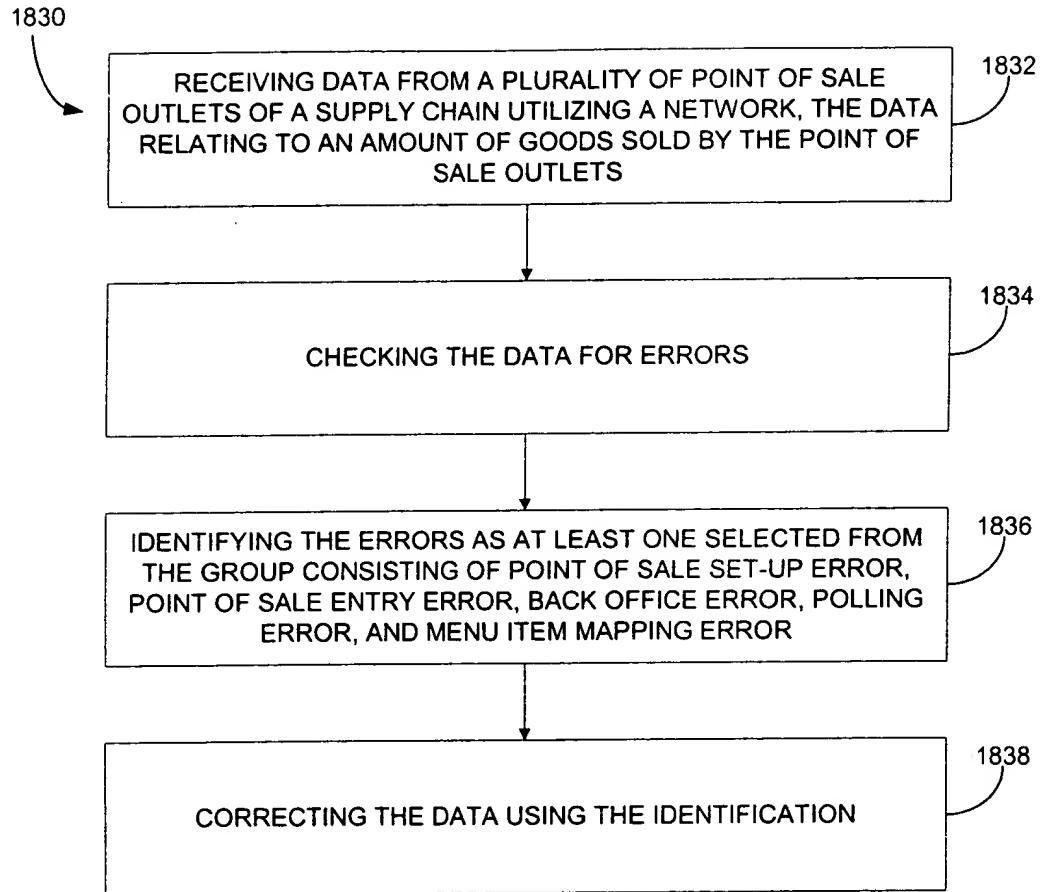 1830
RECEIVING DATA FROM A PLURALITY OF POINT OF SALE
OUTLETS OF A SUPPLY CHAIN UTILIZING A NETWORK, THE DATA
RELATING TO AN AMOUNT OF GOODS SOLD BY THE POINT OF
SALE OUTLETS
1832
CHECKING THE DATA FOR ERRORS
1834
IDENTIFYING THE ERRORS AS AT LEAST ONE SELECTED FROM
THE GROUP CONSISTING OF POINT OF SALE SET-UP ERROR,
POINT OF SALE ENTRY ERROR, BACK OFFICE ERROR, POLLING
ERROR, AND MENU ITEM MAPPING ERROR
1836
CORRECTING THE DATA USING THE IDENTIFICATION
1838